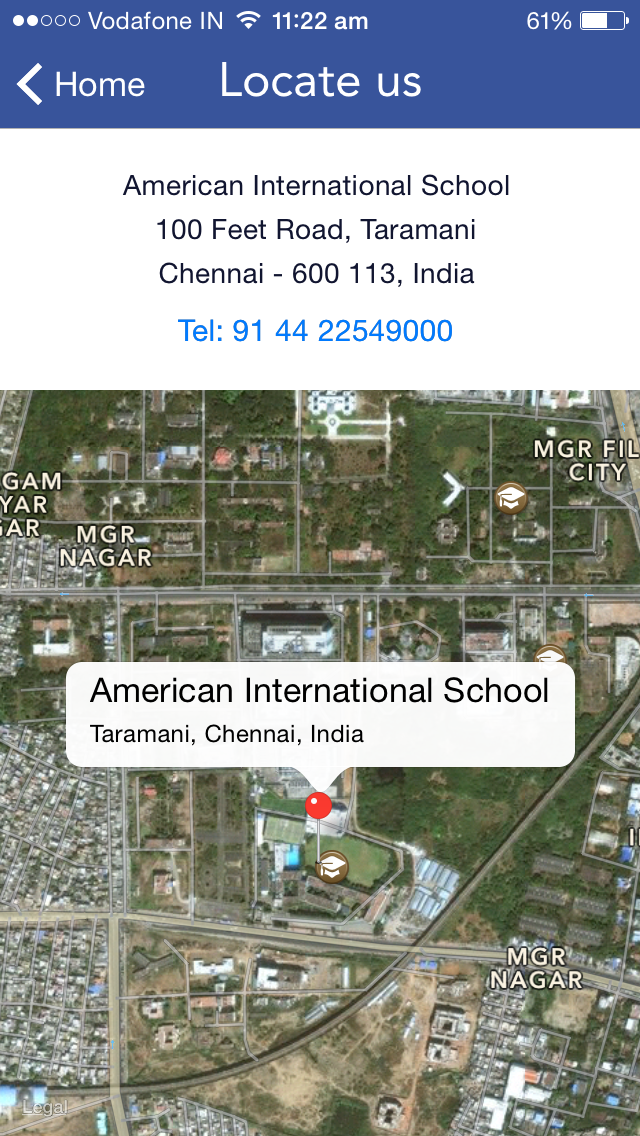 Vodafone IN 11:22 am 61%
Home Locate us
American International School
100 Feet Road, Taramani
Chennai - 600 113, India
Tel: 91 44 22549000
MGR FIL
CITY
GAM
YAR
AR
MGR
NAGAR
American International School
Taramani, Chennai, India
MGR
NAGAR
Legal